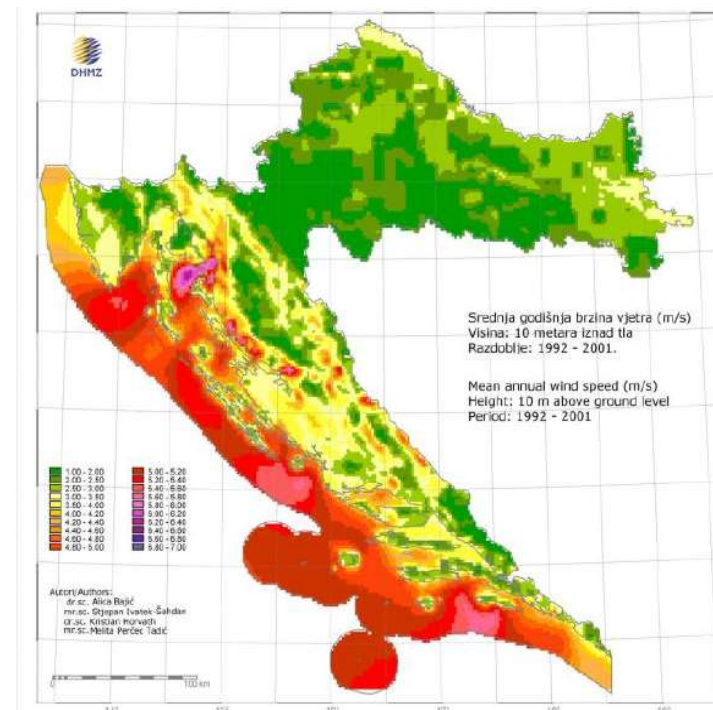 DHMZ
Srednja godišnja brzina vjetra (m/s)
Visina: 10 metara iznad tla
Razdoblje: 1992 - 2001.
Mean annual wind speed (m/s)
Height: 10 m above ground level
Period: 1992 - 2001
1.00 - 2.00
2.00 - 2.50
2.50 - 3.00
3.00 - 3.50
3.50 - 4.00
4.00 - 4.20
4.20 - 4.40
4.40 - 4.60
4.60 - 4.80
4.80 - 5.00
5.00 - 5.20
5.20 - 5.40
5.40 - 5.60
5.60 - 5.80
5.80 - 6.00
6.00 - 6.20
6.20 - 6.40
6.40 - 6.60
6.60 - 6.80
6.80 - 7.00
Autori/Authors:
dr.sc. Alica Bajić
mr.sc. Stjepan Ivatek-Šahdan
dr.sc. Kristian Horvath
mr.sc. Melita Perčec Tadić
0 100 km